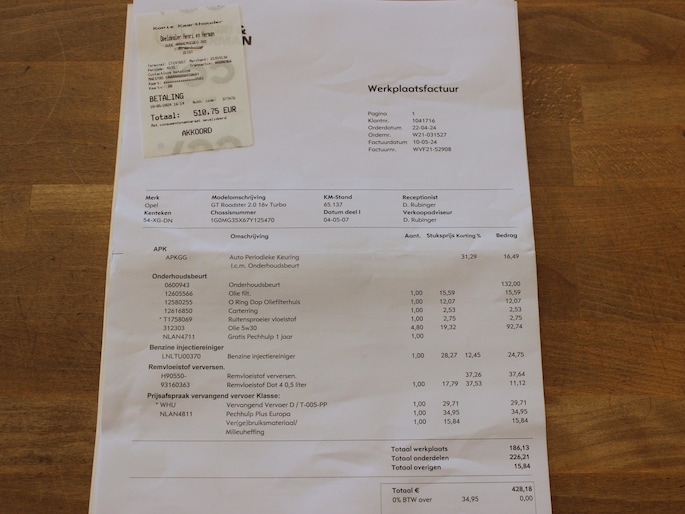 Kopie Kaarthouder
BETALING
Totaal: 510.75 EUR
AKKOORD
Werkplaatsfactuur
Pagina 1
Klantnr. 1041716
Orderdatum 22-04-24
Ordernr. W21-031527
Factuurdatum 10-05-24
Factuurnr. WVF21-52908
Merk Modelomschrijving KM-Stand Receptionist
Opel GT Roadster 2.0 16v Turbo 65.137 D. Rubinger
Kenteken Chassisnummer Datum deel I Verkoopadviseur
54-XG-DN 1G0MG35X67Y125470 04-05-07 D. Rubinger
Omschrijving Aant. Stuksprijs Korting % Bedrag
APK
APKGG Auto Periodieke Keuring 31,29 16,49
I.c.m. Onderhoudsbeurt
Onderhoudsbeurt
0600943 Onderhoudsbeurt 132,00
12605566 Olie filt. 1,00 15,59 15,59
12580255 O Ring Dop Oliefilterhuis 1,00 12,07 12,07
12616850 Carterring 1,00 2,53 2,53
* T1758069 Ruitensproeier vloeistof 1,00 2,75 2,75
312303 Olie 5w30 4,80 19,32 92,74
NLAN4711 Gratis Pechhulp 1 jaar 1,00
Benzine injectiereiniger
LNLTU00370 Benzine injectiereiniger 1,00 28,27 12,45 24,75
Remvloeistof verversen.
H90550- Remvloeistof verversen. 37,26 37,64
93160363 Remvloeistof Dot 4 0,5 liter 1,00 17,79 37,53 11,12
Prijsafspraak vervangend vervoer Klasse:
* WHU Vervangend Vervoer D / T-005-PP 1,00 29,71 29,71
NLAN4811 Pechhulp Plus Europa 1,00 34,95 34,95
Ver(ge)bruiksmateriaal/ 1,00 15,84 15,84
Milieuheffing
Totaal werkplaats 186,13
Totaal onderdelen 226,21
Totaal overigen 15,84
Totaal € 428,18
0% BTW over 34,95 0,00